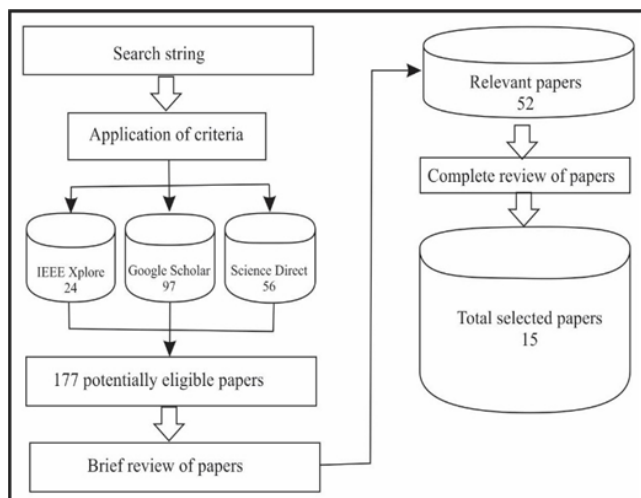 Search string
Application of criteria
IEEE Xplore
24
Google Scholar
97
Science Direct
56
177 potentially eligible papers
Brief review of papers
Relevant papers
52
Complete review of papers
Total selected papers
15